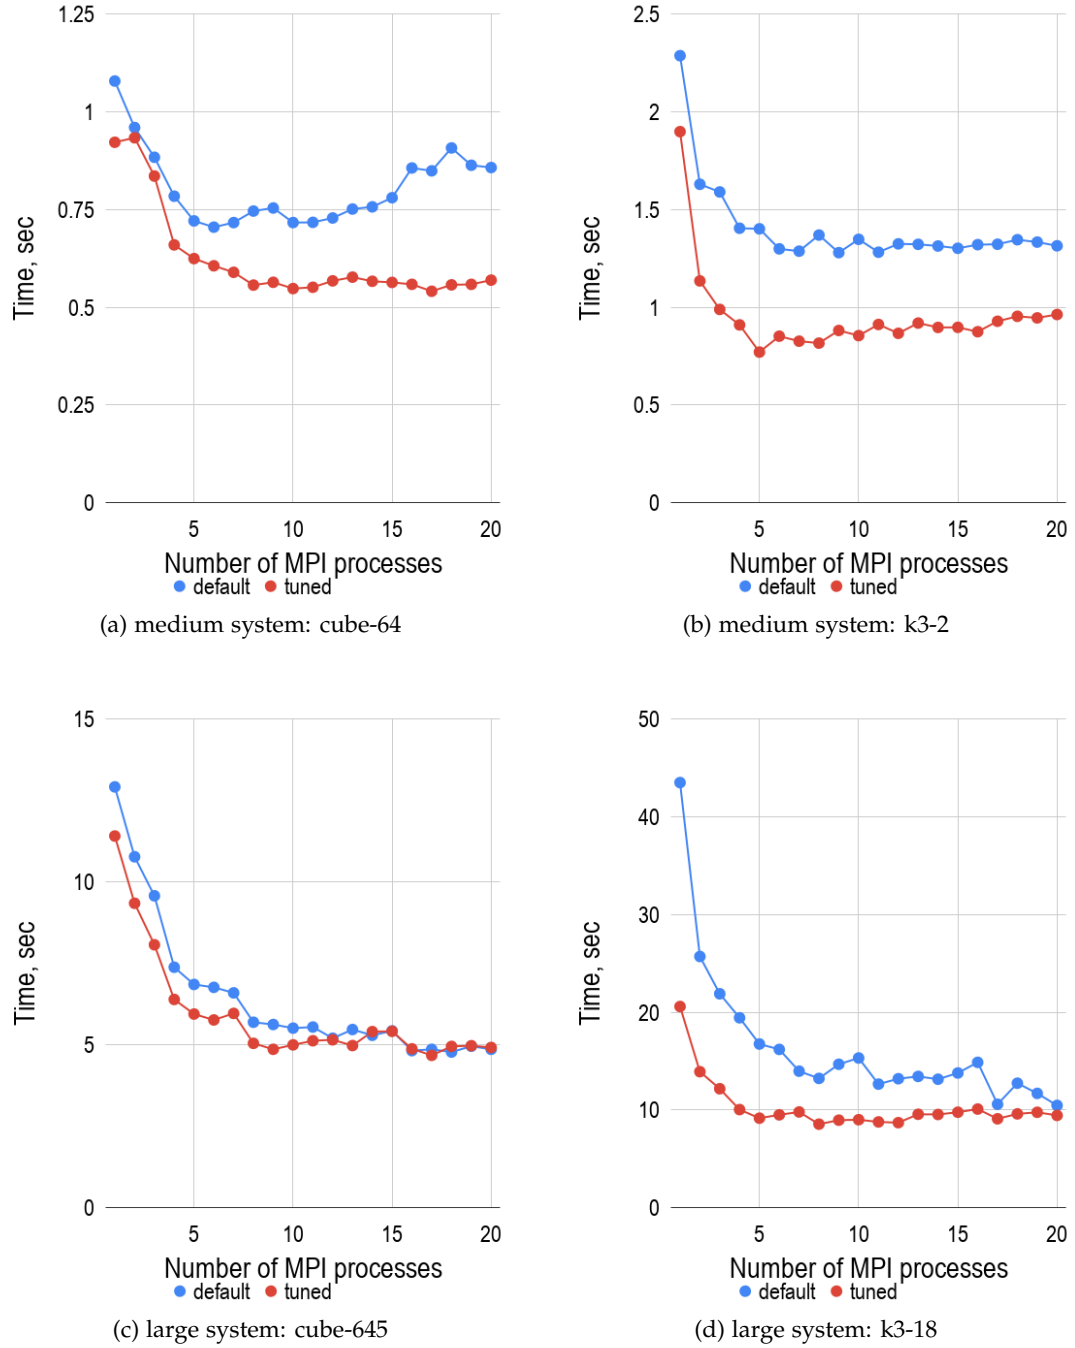 1.25
1
0.75
0.5
0.25
0
Time, sec
5 10 15 20
Number of MPI processes
default tuned
(a) medium system: cube-64
2.5
2
1.5
1
0.5
0
Time, sec
5 10 15 20
Number of MPI processes
default tuned
(b) medium system: k3-2
15
10
5
0
Time, sec
5 10 15 20
Number of MPI processes
default tuned
(c) large system: cube-645
50
40
30
20
10
0
Time, sec
5 10 15 20
Number of MPI processes
default tuned
(d) large system: k3-18